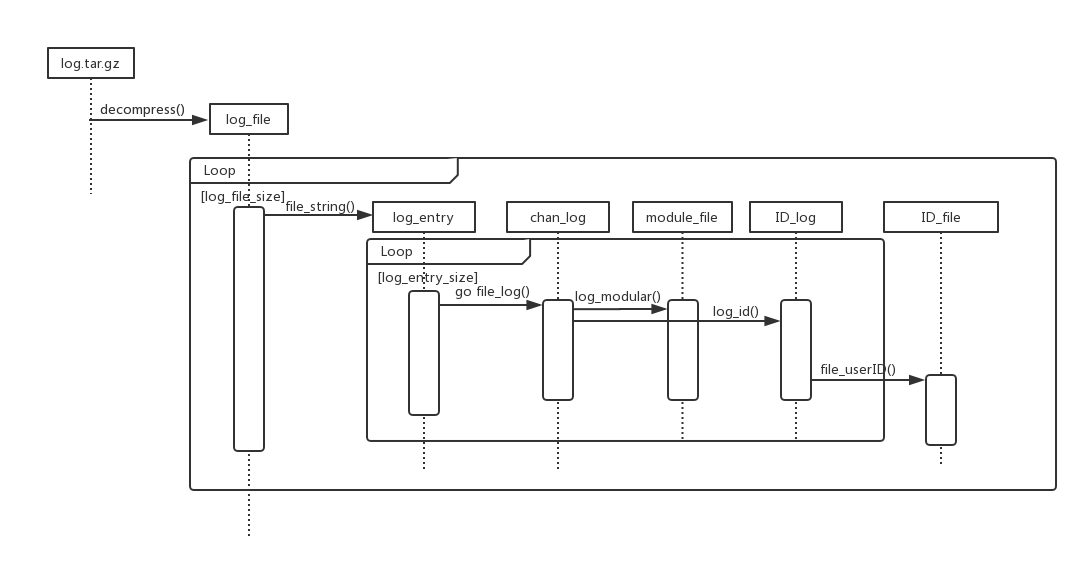 log.tar.gz
decompress()
log_file
Loop
[log_file_size]
file_string()
log_entry
chan_log
module_file
ID_log
ID_file
Loop
[log_entry_size]
go file_log()
log_modular()
log_id()
file_userID()